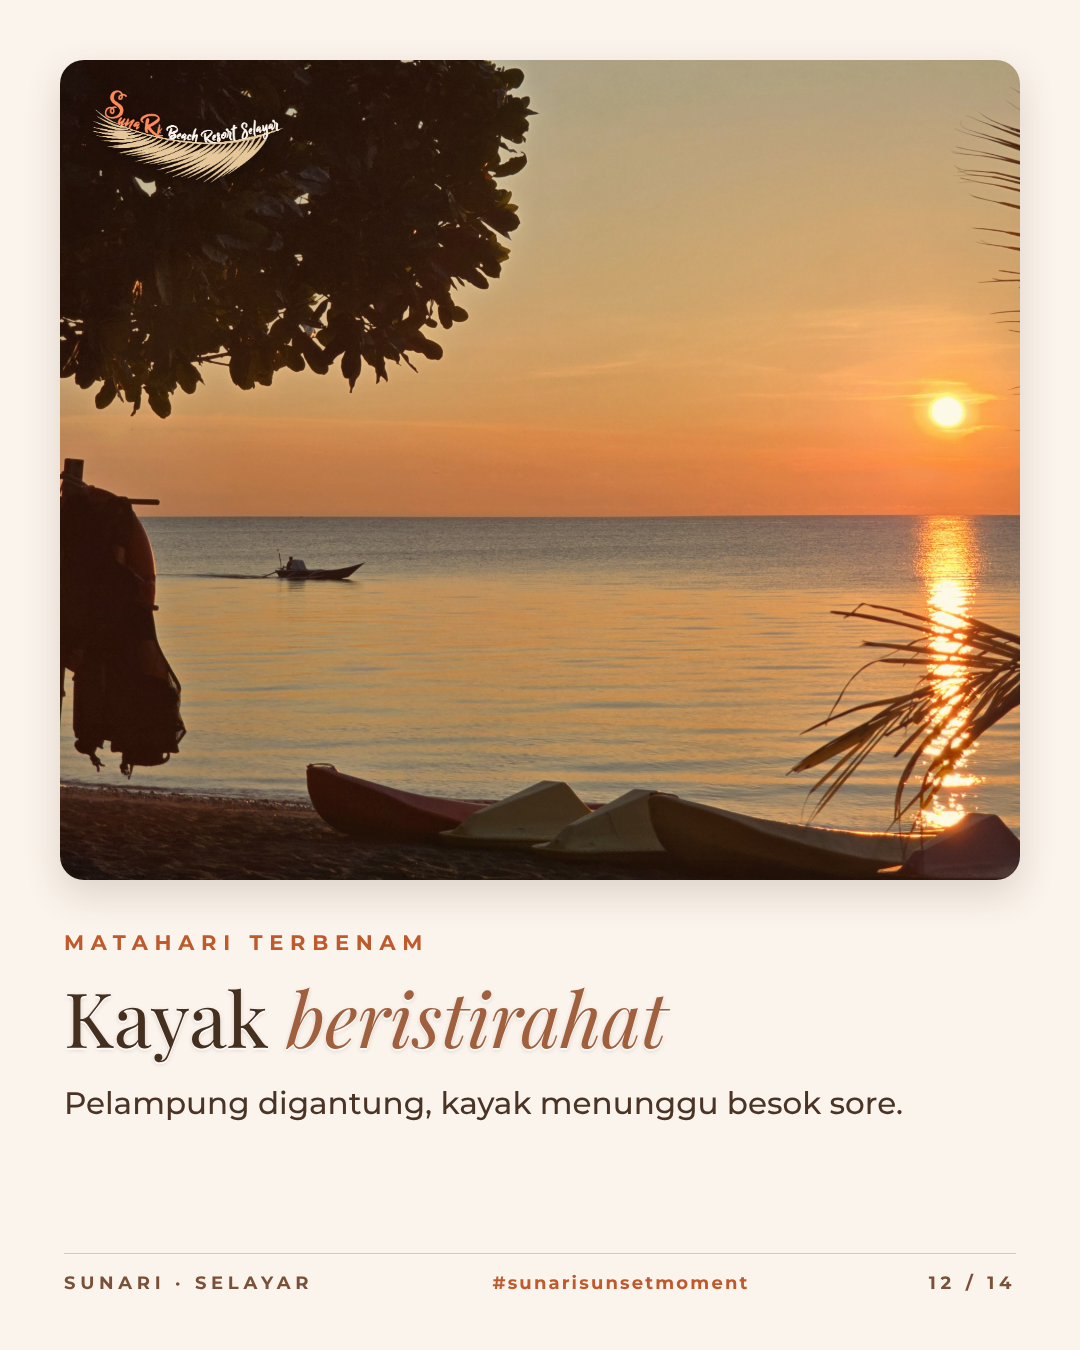 SunaRi Beach Resort Selayar
MATAHARI TERBENAM
Kayak beristirahat
Pelampung digantung, kayak menunggu besok sore.
SUNARI · SELAYAR
#sunarisunsetmoment
12 / 14